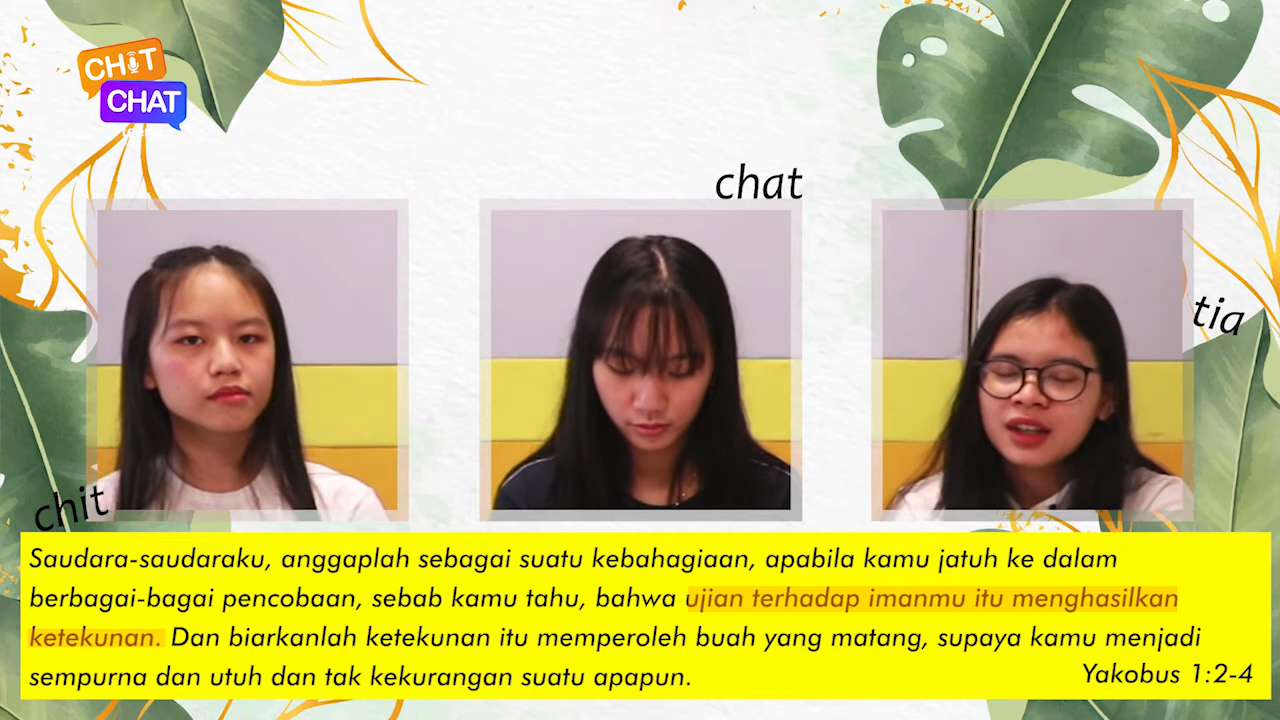 CHIT
CHAT
chat
tia
chit
Saudara-saudaraku, anggaplah sebagai suatu kebahagiaan, apabila kamu jatuh ke dalam
berbagai-bagai pencobaan, sebab kamu tahu, bahwa ujian terhadap imanmu itu menghasilkan
ketekunan. Dan biarkanlah ketekunan itu memperoleh buah yang matang, supaya kamu menjadi
sempurna dan utuh dan tak kekurangan suatu apapun.
Yakobus 1:2-4